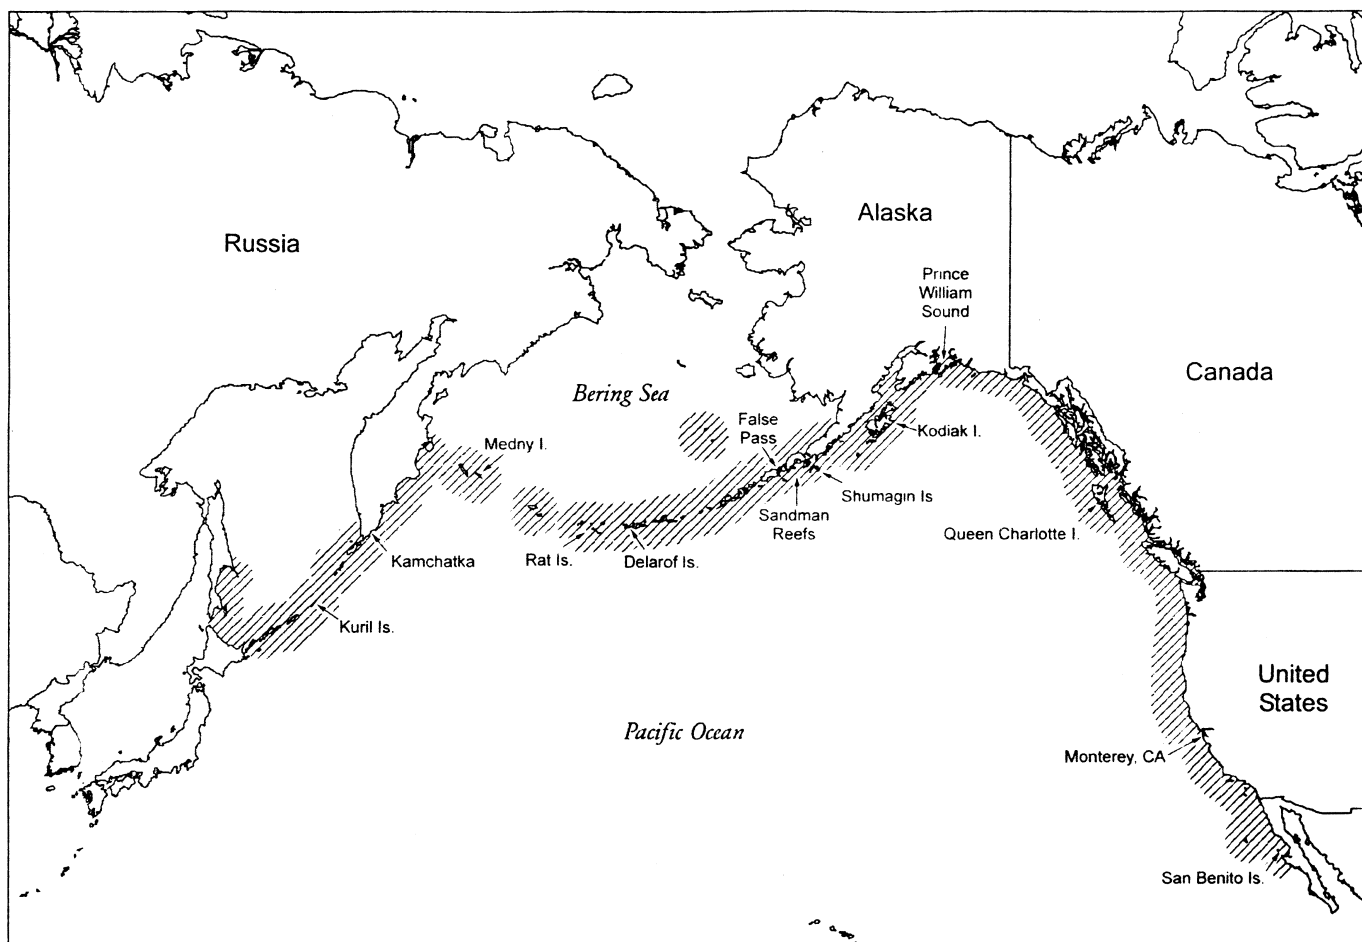 Russia
Alaska
Prince
William
Sound
Canada
Bering Sea
False
Pass
Kodiak I.
Medny I.
Shumagin Is
Sandman
Reefs
Queen Charlotte I.
Kamchatka
Rat Is.
Delarof Is.
Kuril Is.
United
States
Pacific Ocean
Monterey, CA
San Benito Is.